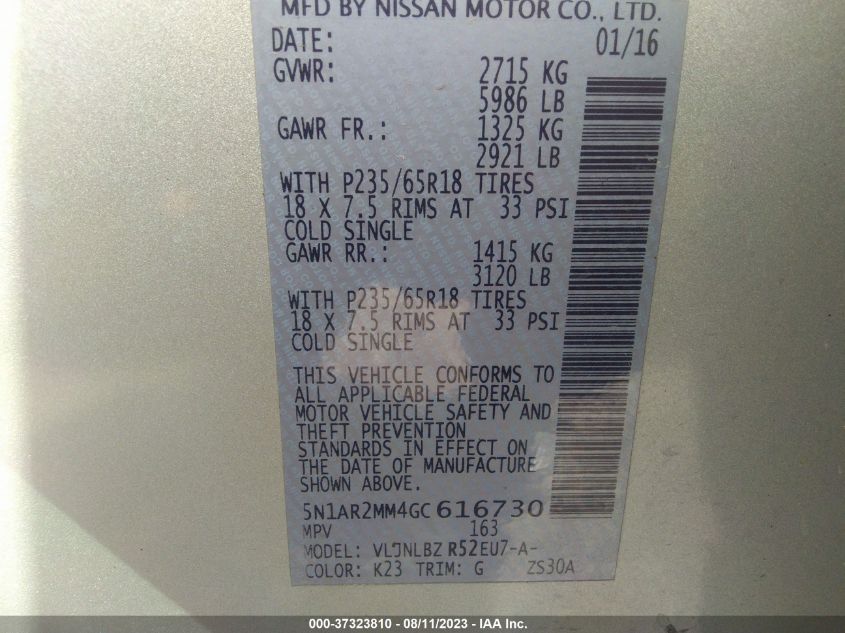 MFD BY NISSAN MOTOR CO., LTD.
DATE: 01/16
GVWR: 2715 KG
5986 LB
GAWR FR.: 1325 KG
2921 LB
WITH P235/65R18 TIRES
18 X 7.5 RIMS AT 33 PSI
COLD SINGLE
GAWR RR.: 1415 KG
3120 LB
WITH P235/65R18 TIRES
18 X 7.5 RIMS AT 33 PSI
COLD SINGLE
THIS VEHICLE CONFORMS TO
ALL APPLICABLE FEDERAL
MOTOR VEHICLE SAFETY AND
THEFT PREVENTION
STANDARDS IN EFFECT ON
THE DATE OF MANUFACTURE
SHOWN ABOVE.
5N1AR2MM4GC616730
MPV 163
MODEL: VLJNLBZ R52EU7-A-
COLOR: K23 TRIM: G ZS30A
000-37323810 - 08/11/2023 - IAA Inc.